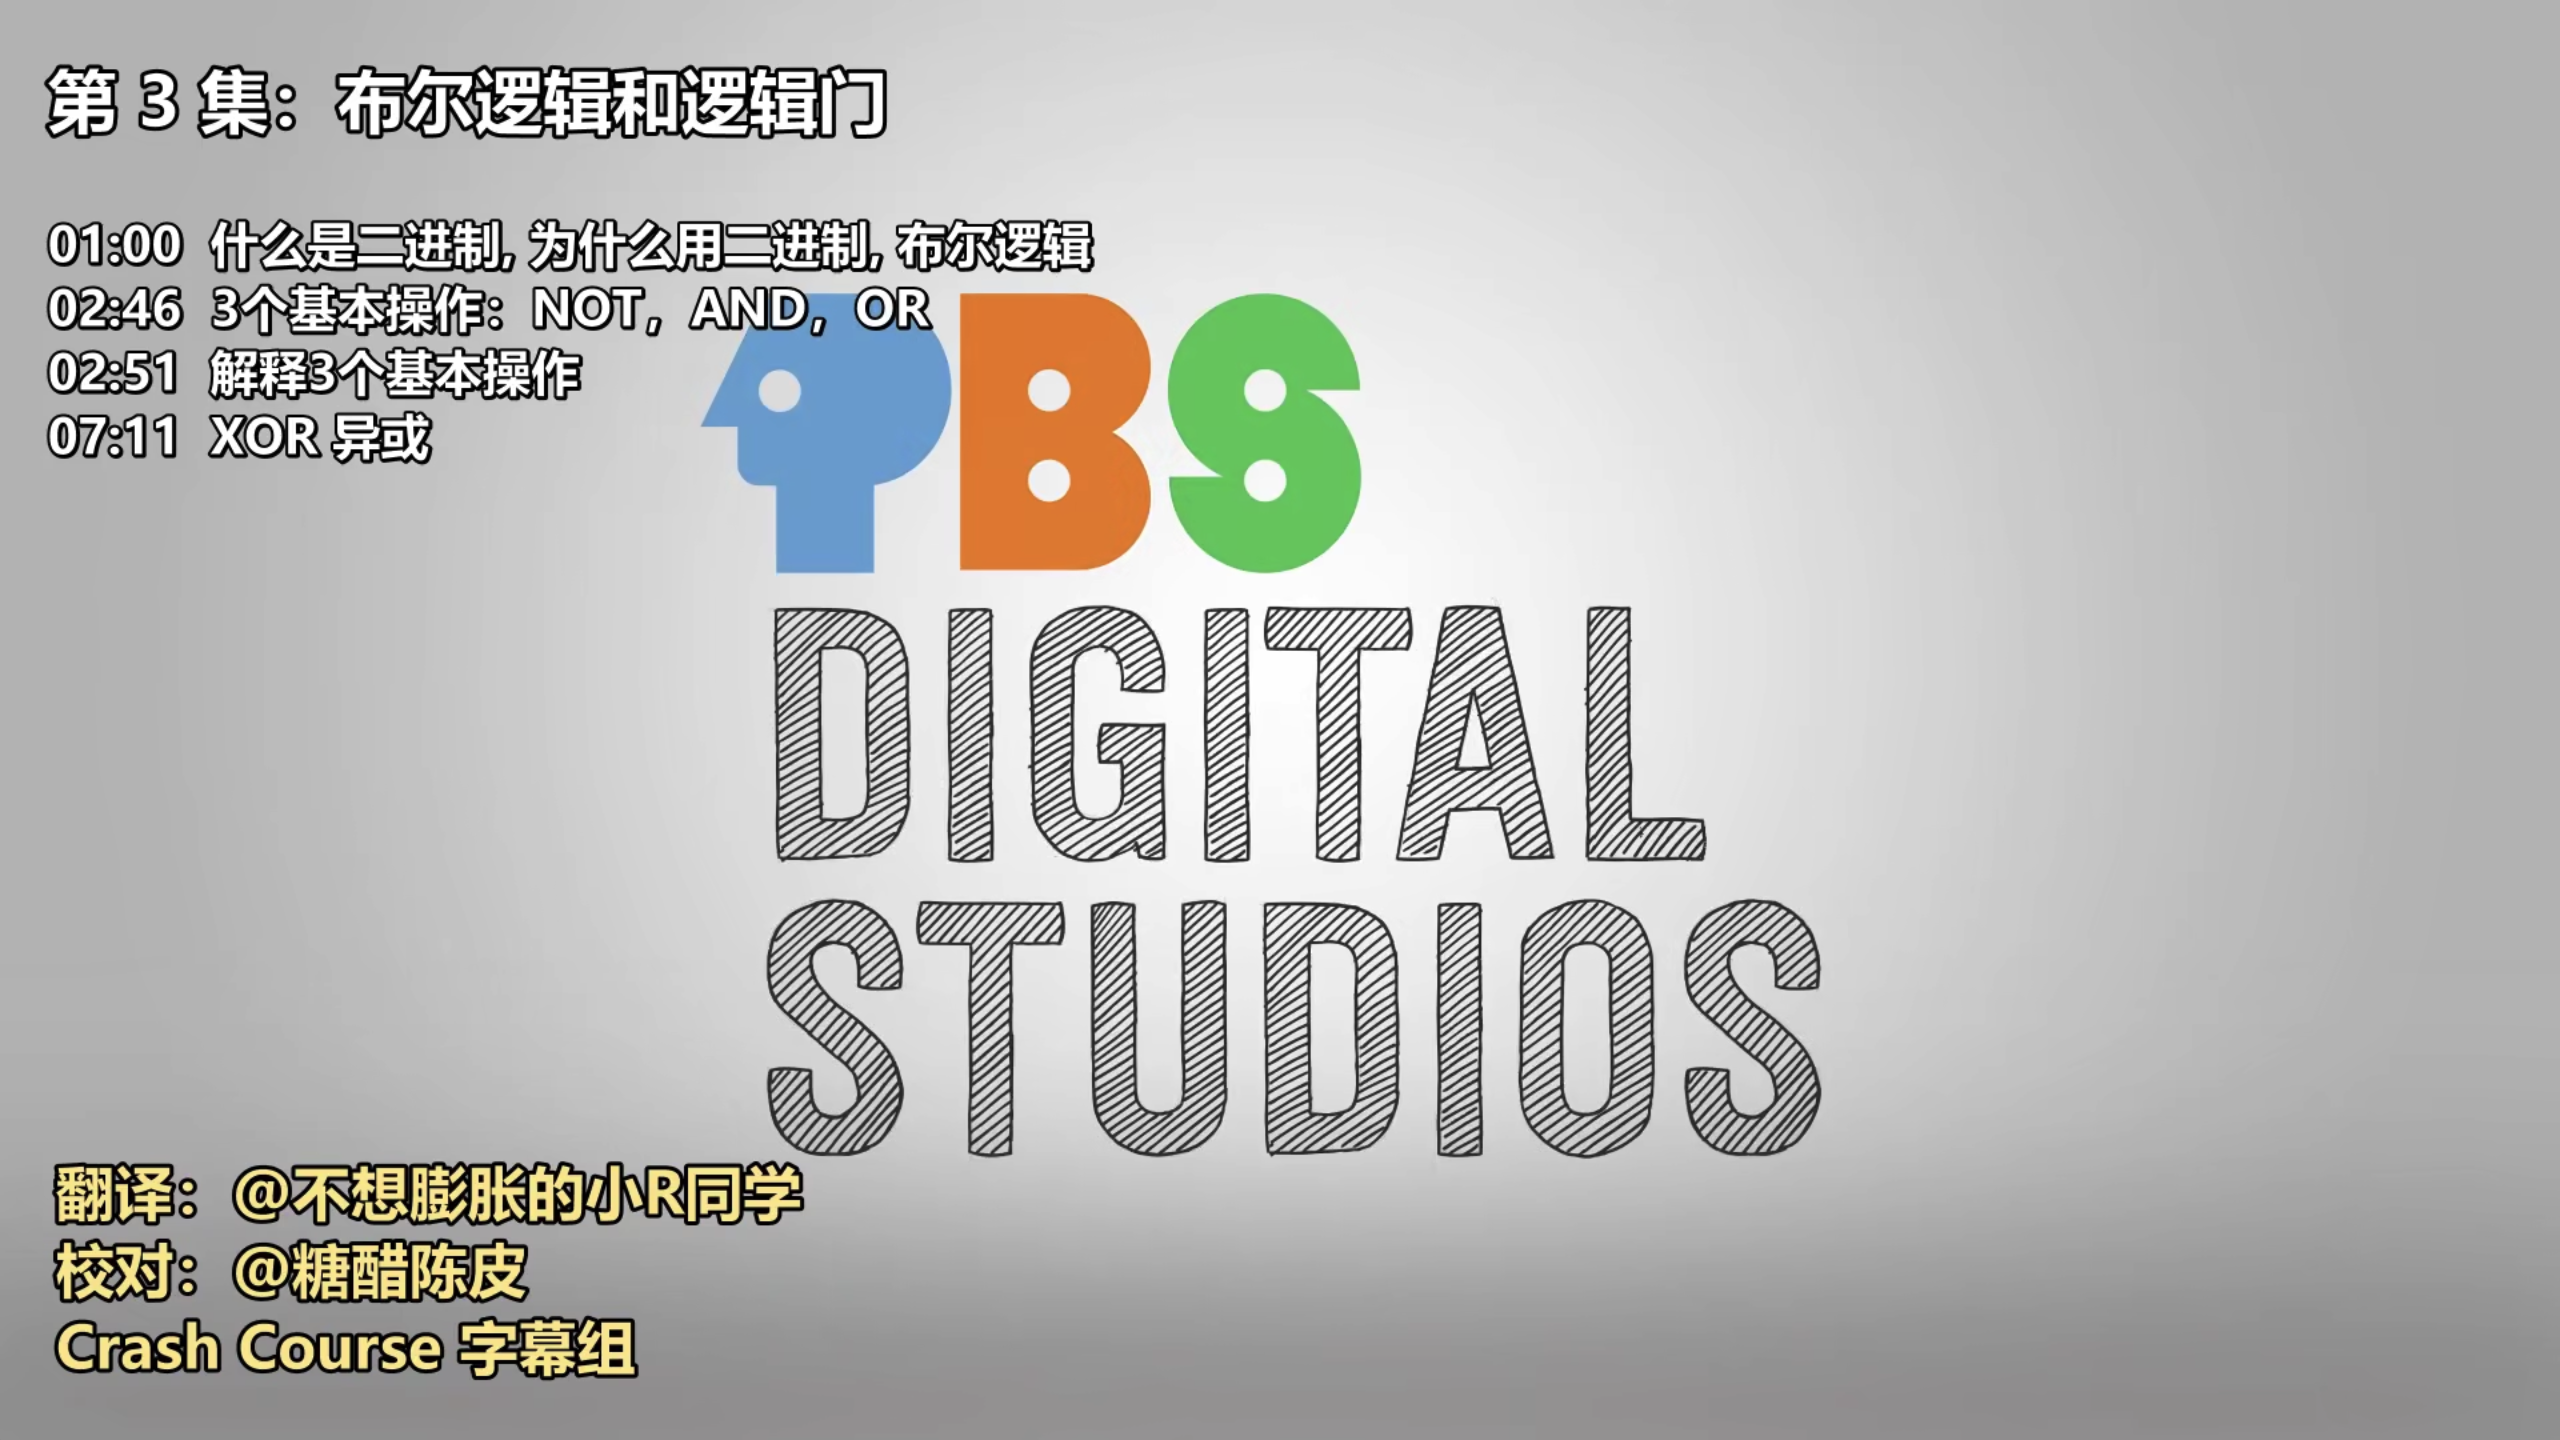 第 3 集：布尔逻辑和逻辑门
01:00 什么是二进制, 为什么用二进制, 布尔逻辑
02:46 3个基本操作：NOT，AND，OR
02:51 解释3个基本操作
07:11 XOR 异或
PBS
DIGITAL
STUDIOS
翻译：@不想膨胀的小R同学
校对：@糖醋陈皮
Crash Course 字幕组